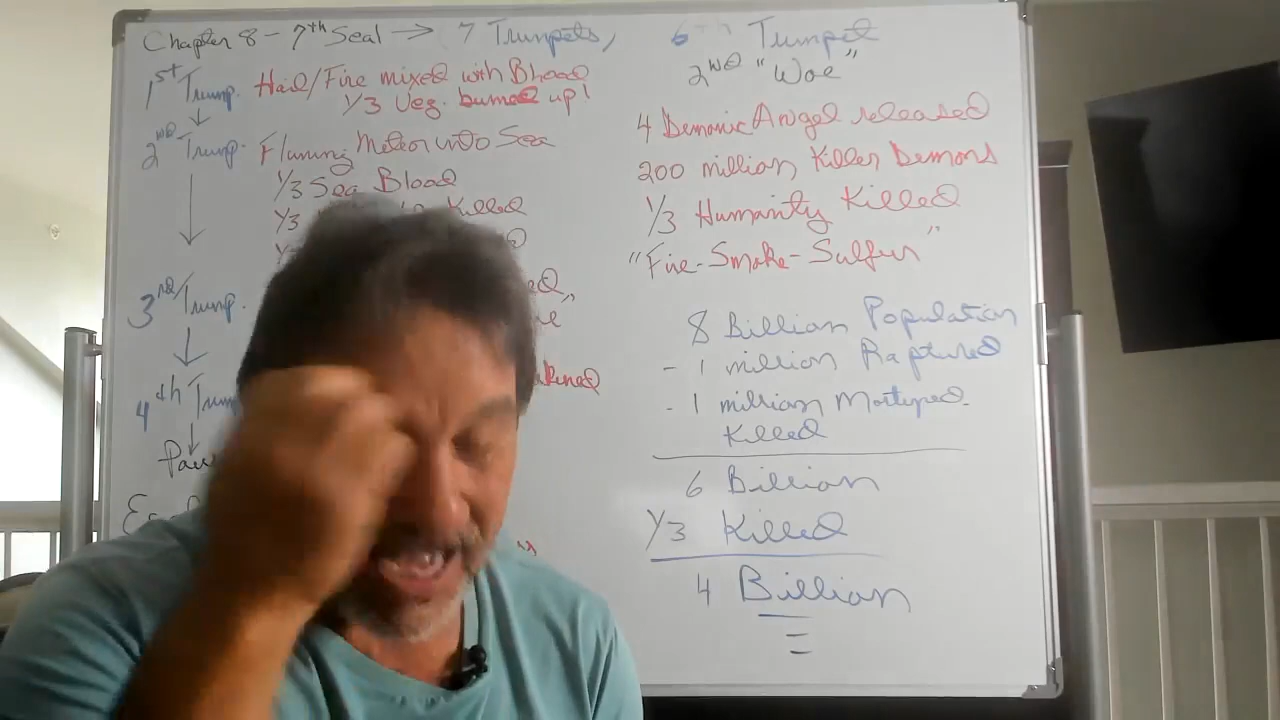 Chapter 8 - 7th Seal → 7 Trumpets,
1st Trump. Hail/Fire mixed with Blood
1/3 Veg. burned up!
2nd Trump. Flaming Meteor into Sea
1/3 Sea Blood
1/3 Killed
3rd Trump.
4th Trum
6 Trumpet
2nd "Woe"
4 Demonic Angel released
200 million Killer Demons
1/3 Humanity Killed
"Fire-Smoke-Sulfur"
8 Billion Population
- 1 million Raptured
- 1 million Martyred
Killed
6 Billion
1/3 Killed
4 Billion